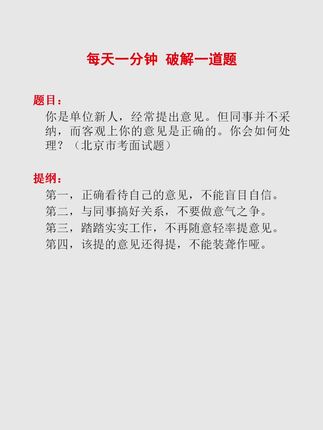 每天一分钟 破解一道题
题目：
你是单位新人，经常提出意见。但同事并不采
纳，而客观上你的意见是正确的。你会如何处
理？（北京市考面试题）
提纲：
第一，正确看待自己的意见，不能盲目自信。
第二，与同事搞好关系，不要做意气之争。
第三，踏踏实实工作，不再随意轻率提意见。
第四，该提的意见还得提，不能装聋作哑。